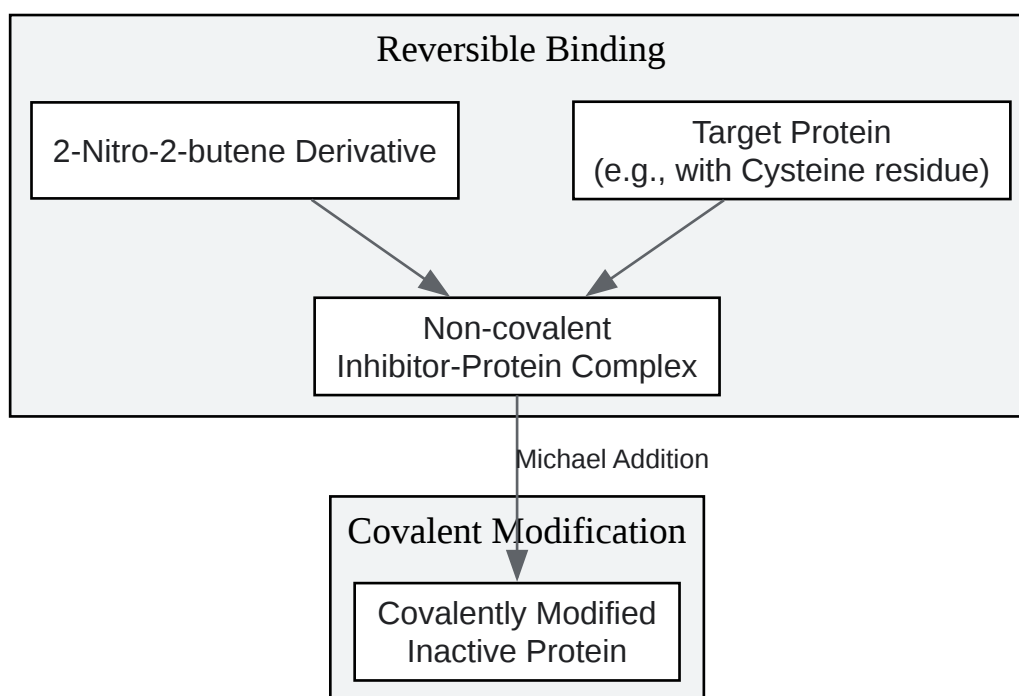 Reversible Binding
2-Nitro-2-butene Derivative
Target Protein
(e.g., with Cysteine residue)
Non-covalent
Inhibitor-Protein Complex
Michael Addition
Covalent Modification
Covalently Modified
Inactive Protein